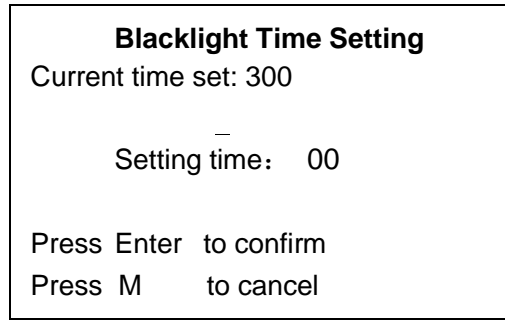 Blacklight Time Setting
Current time set: 300
_
Setting time： 00
Press Enter to confirm
Press M to cancel